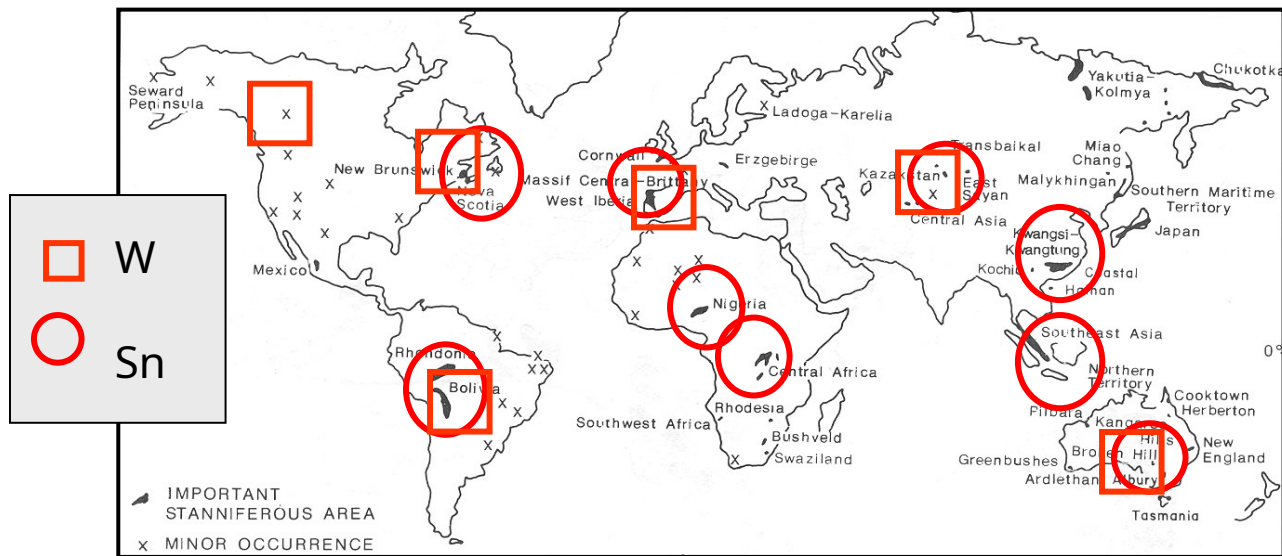 W
Sn
Seward
Peninsula
New Brunswick
Nova
Scotia
Mexico
Rhondonia
Bolivia
Cornwall
Massif Central-Brittany
West Iberia
Erzgebirge
Ladoga-Karelia
Nigeria
Central Africa
Rhodesia
Southwest Africa
Bushveld
Swaziland
Yakutia-
Kolmya
Chukotka
Transbaikal
Kazakstan
East
Sayan
Central Asia
Miao
Chang
Malykhingan
Southern Maritime
Territory
Japan
Kwangsi-
Kwangtung
Coastal
Hainan
Southeast Asia
0°
Northern
Territory
Pilbara
Cooktown
Herberton
Kangaroo
Hills
Broken Hill
New
England
Greenbushes
Ardlethan Albury
Tasmania
IMPORTANT
STANNIFEROUS AREA
x MINOR OCCURRENCE